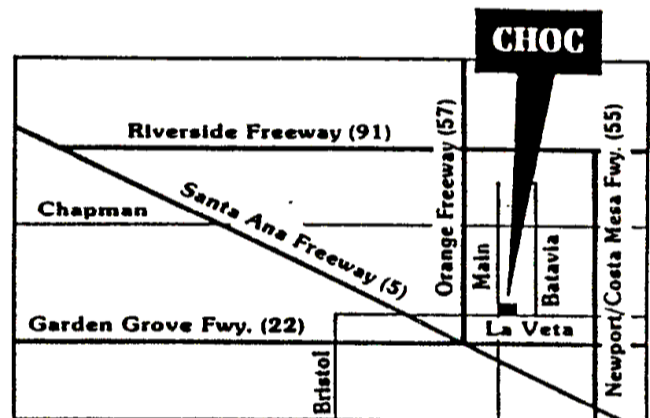 CHOC
Riverside Freeway (91)
Orange Freeway (57)
Newport/Costa Mesa Fwy. (55)
Santa Ana Freeway (5)
Chapman
Main
Batavia
Garden Grove Fwy. (22)
La Veta
Bristol